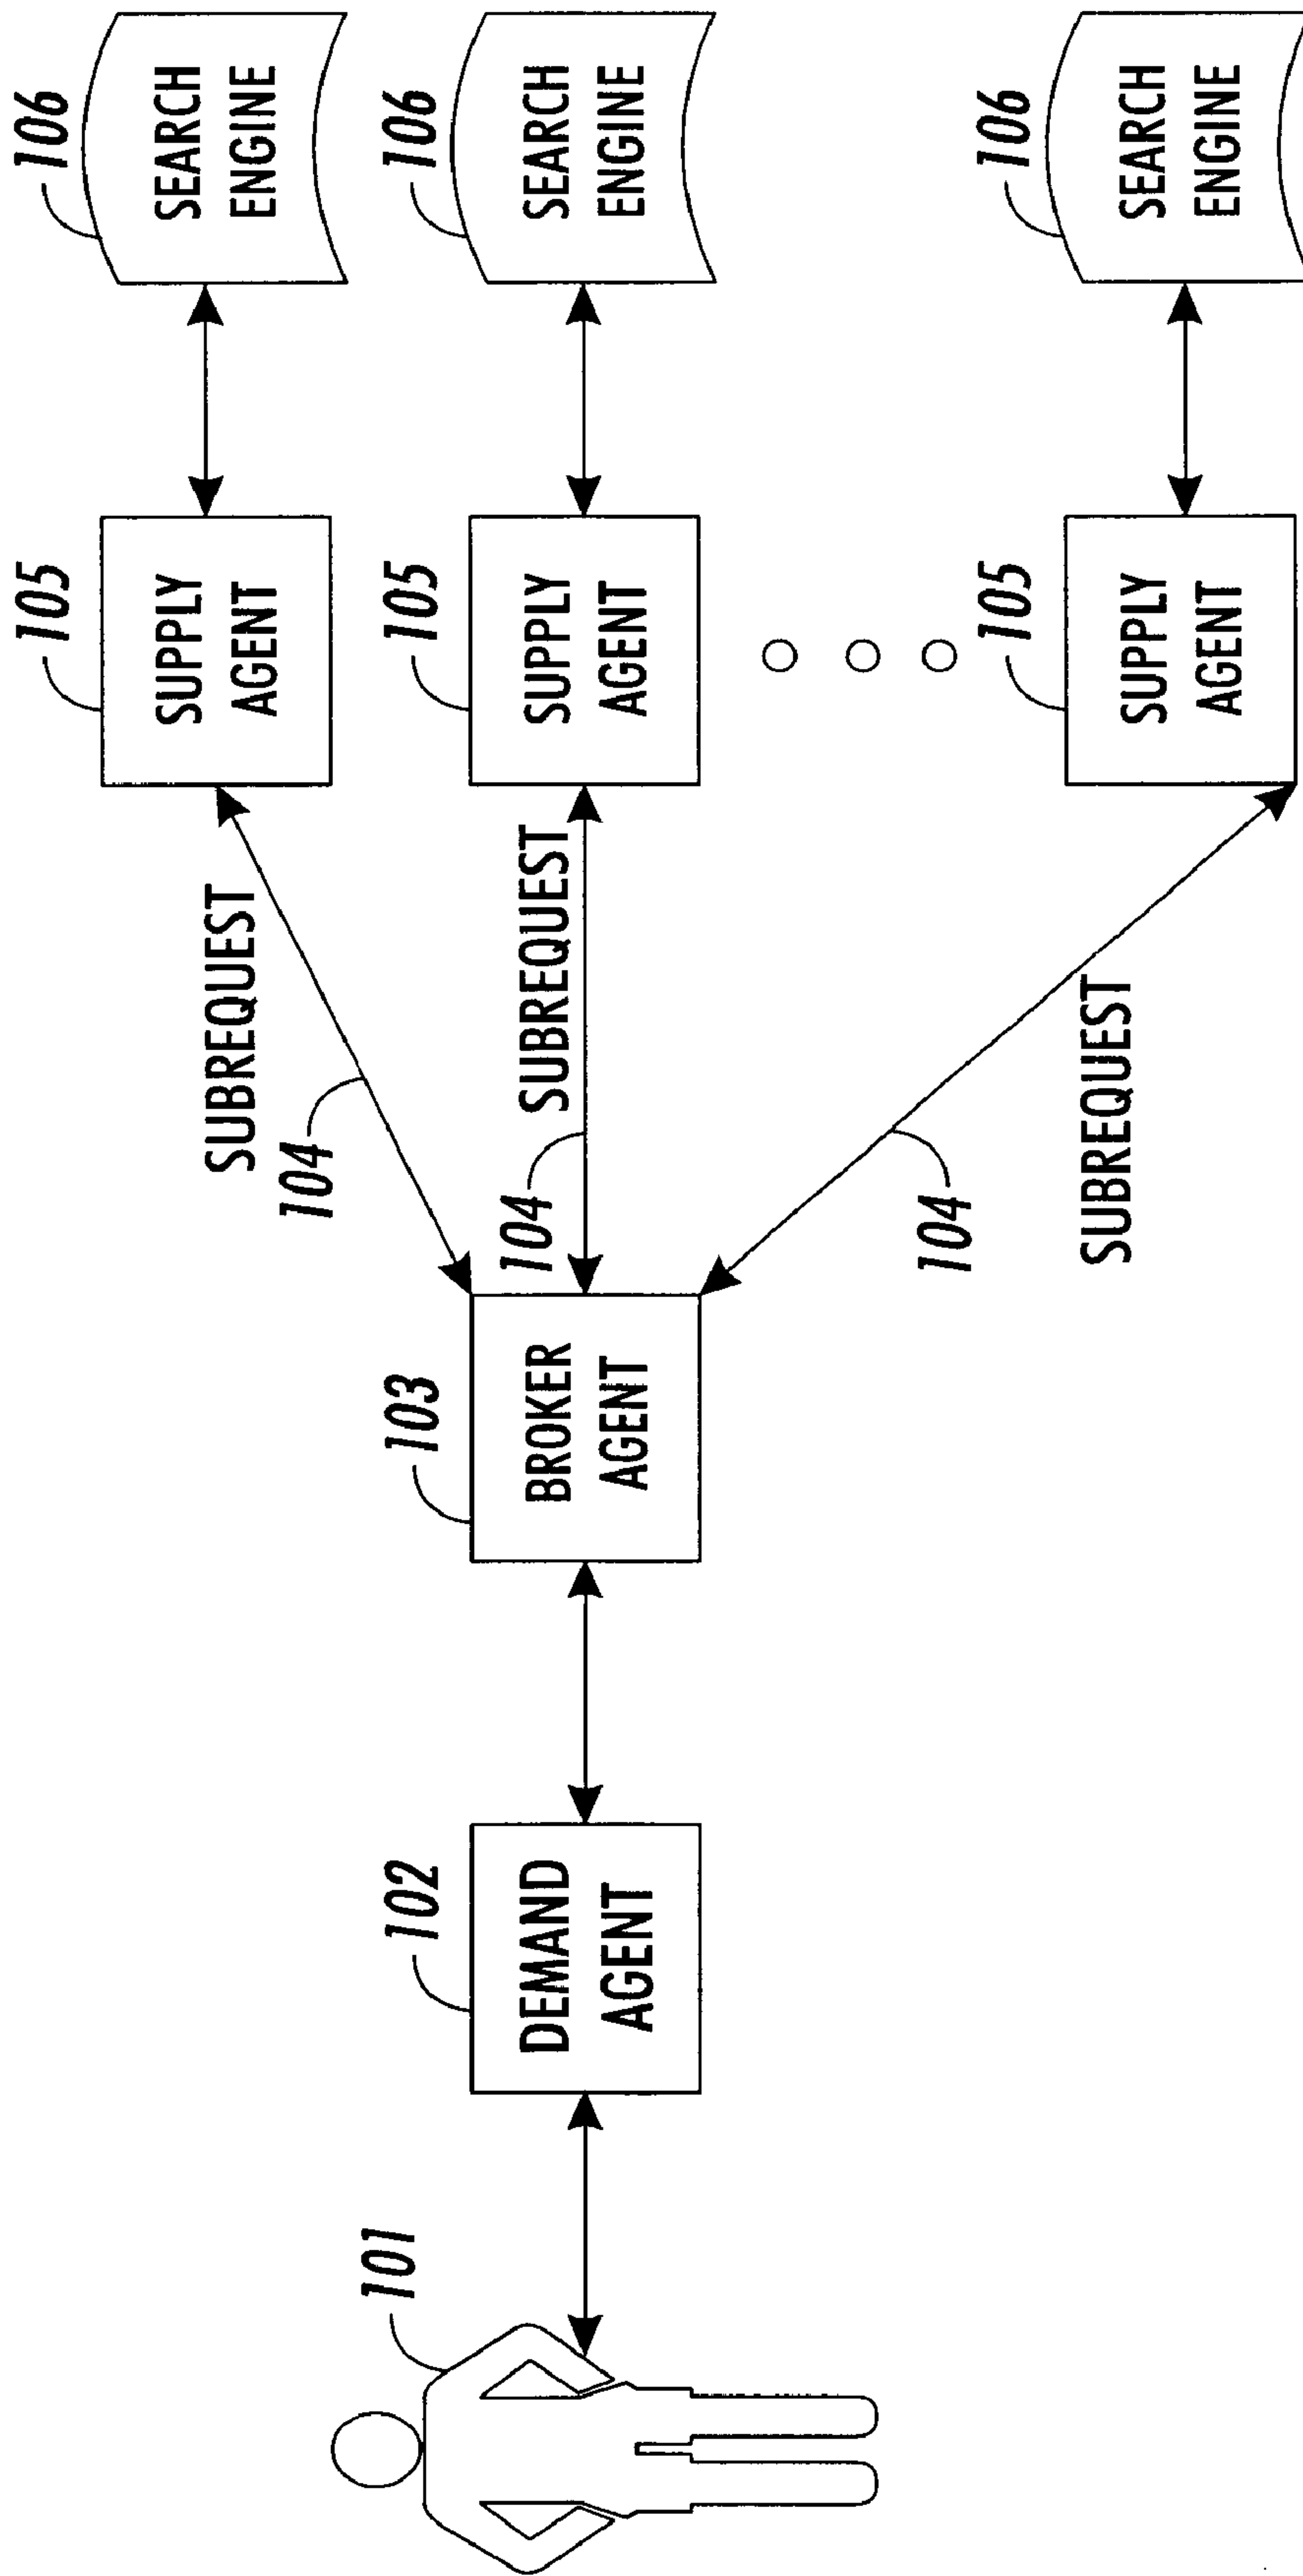 101
102
DEMAND
AGENT
103
BROKER
AGENT
SUBREQUEST
104
SUBREQUEST
104
SUBREQUEST
104
105
SUPPLY
AGENT
105
SUPPLY
AGENT
105
SUPPLY
AGENT
106
SEARCH
ENGINE
106
SEARCH
ENGINE
106
SEARCH
ENGINE